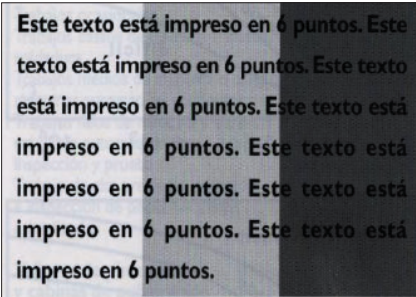 Este texto está impreso en 6 puntos. Este
texto está impreso en 6 puntos. Este texto
está impreso en 6 puntos. Este texto está
impreso en 6 puntos. Este texto está
impreso en 6 puntos. Este texto está
impreso en 6 puntos. Este texto está
impreso en 6 puntos.